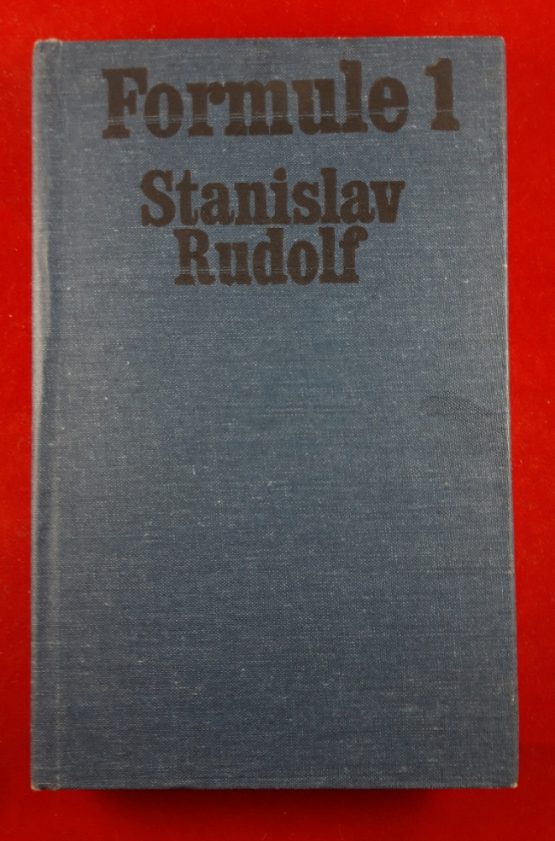 Formule 1
Stanislav
Rudolf